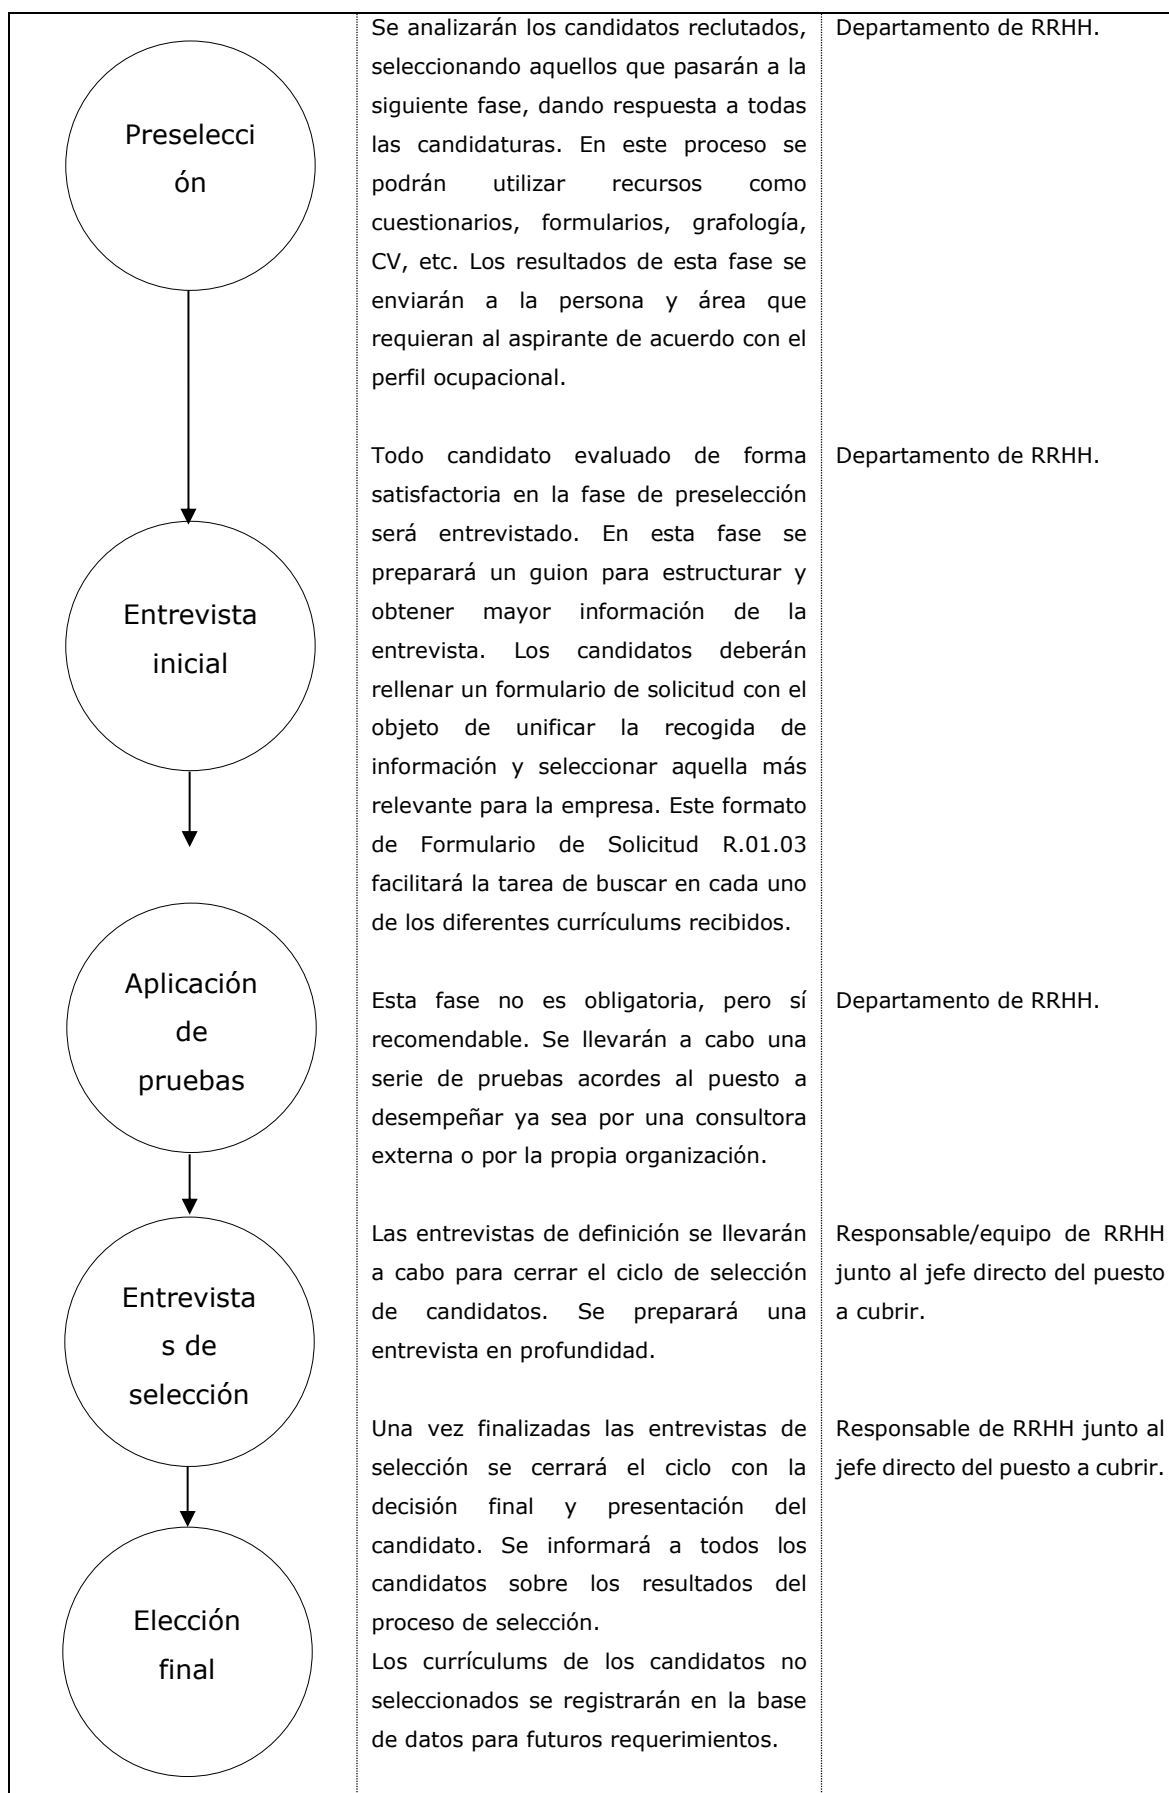 Preselecci
ón
Se analizarán los candidatos reclutados,
seleccionando aquellos que pasarán a la
siguiente fase, dando respuesta a todas
las candidaturas. En este proceso se
podrán utilizar recursos como
cuestionarios, formularios, grafología,
CV, etc. Los resultados de esta fase se
enviarán a la persona y área que
requieran al aspirante de acuerdo con el
perfil ocupacional.
Departamento de RRHH.
Entrevista
inicial
Todo candidato evaluado de forma
satisfactoria en la fase de preselección
será entrevistado. En esta fase se
preparará un guion para estructurar y
obtener mayor información de la
entrevista. Los candidatos deberán
rellenar un formulario de solicitud con el
objeto de unificar la recogida de
información y seleccionar aquella más
relevante para la empresa. Este formato
de Formulario de Solicitud R.01.03
facilitará la tarea de buscar en cada uno
de los diferentes currículums recibidos.
Departamento de RRHH.
Aplicación
de
pruebas
Esta fase no es obligatoria, pero sí
recomendable. Se llevarán a cabo una
serie de pruebas acordes al puesto a
desempeñar ya sea por una consultora
externa o por la propia organización.
Departamento de RRHH.
Entrevista
s de
selección
Las entrevistas de definición se llevarán
a cabo para cerrar el ciclo de selección
de candidatos. Se preparará una
entrevista en profundidad.
Responsable/equipo de RRHH
junto al jefe directo del puesto
a cubrir.
Elección
final
Una vez finalizadas las entrevistas de
selección se cerrará el ciclo con la
decisión final y presentación del
candidato. Se informará a todos los
candidatos sobre los resultados del
proceso de selección.
Los currículums de los candidatos no
seleccionados se registrarán en la base
de datos para futuros requerimientos.
Responsable de RRHH junto al
jefe directo del puesto a cubrir.